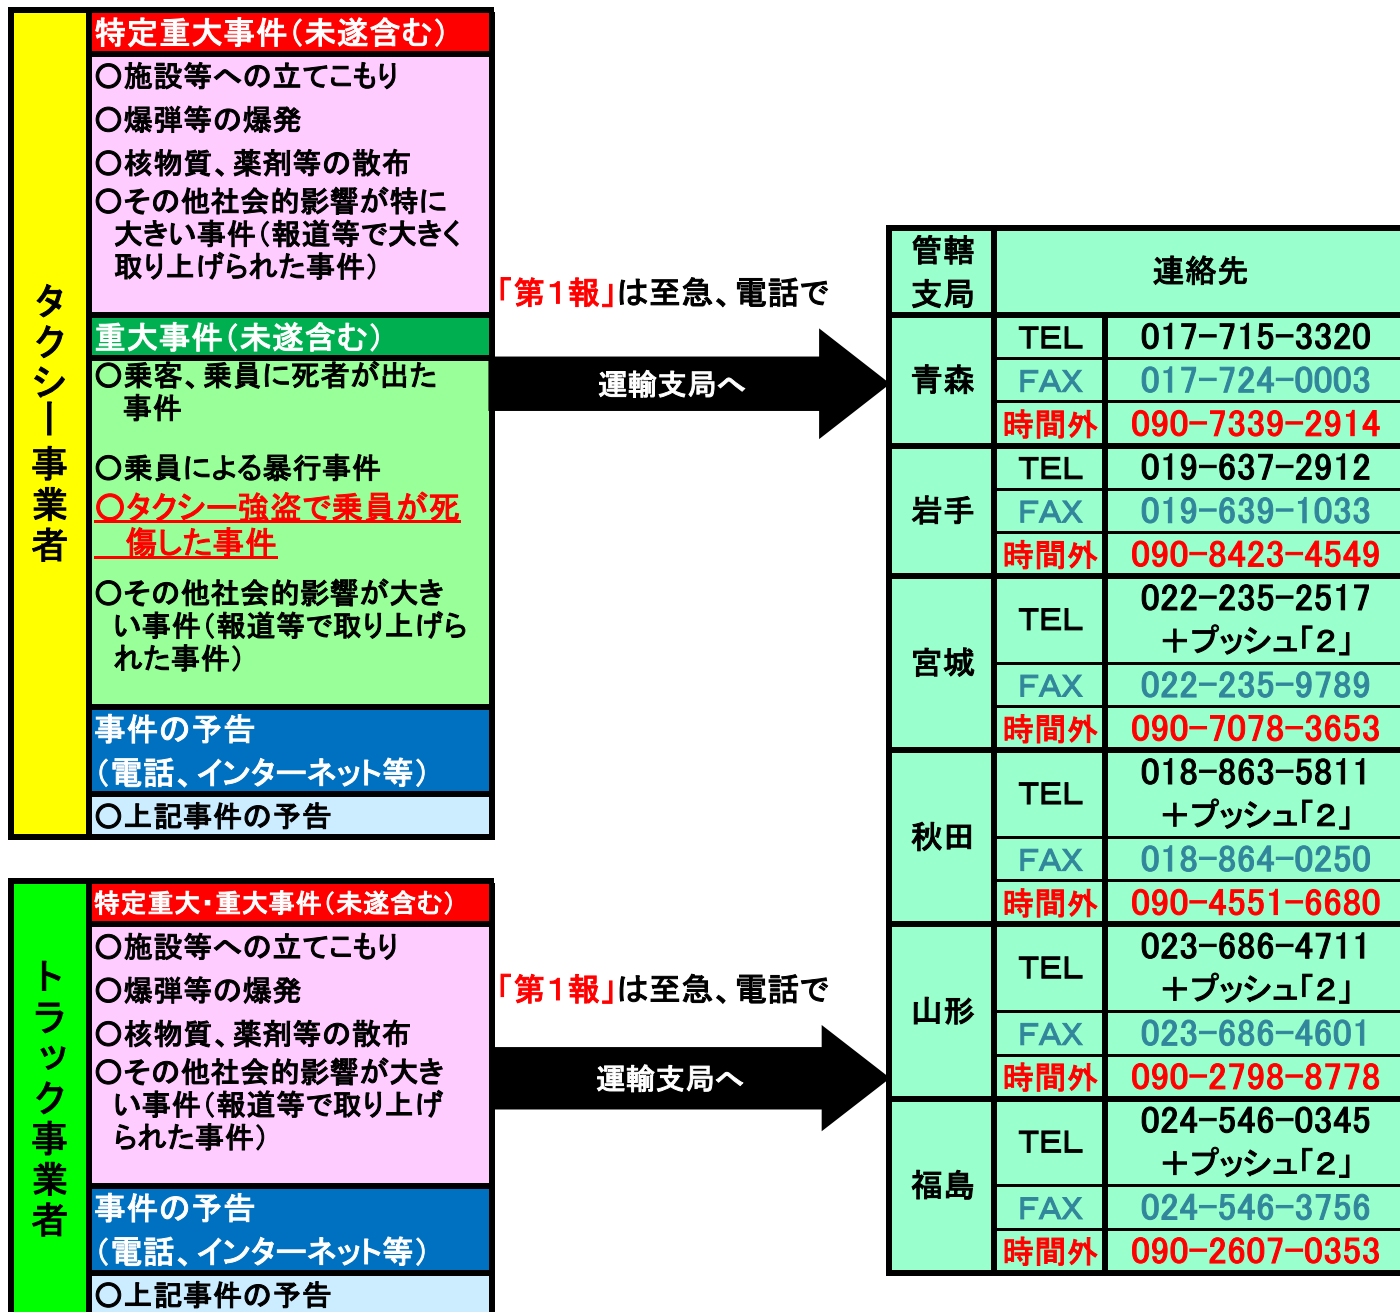 タクシー事業者
特定重大事件(未遂含む)
○施設等への立てこもり
○爆弾等の爆発
○核物質、薬剤等の散布
○その他社会的影響が特に
大きい事件(報道等で大きく
取り上げられた事件)
重大事件(未遂含む)
○乗客、乗員に死者が出た
事件
○乗員による暴行事件
○タクシー強盗で乗員が死
傷した事件
○その他社会的影響が大き
い事件(報道等で取り上げら
れた事件)
事件の予告
(電話、インターネット等)
○上記事件の予告
「第1報」は至急、電話で
運輸支局へ
トラック事業者
特定重大・重大事件(未遂含む)
○施設等への立てこもり
○爆弾等の爆発
○核物質、薬剤等の散布
○その他社会的影響が大き
い事件(報道等で取り上げ
られた事件)
事件の予告
(電話、インターネット等)
○上記事件の予告
「第1報」は至急、電話で
運輸支局へ
管轄
支局
連絡先
青森
TEL 017-715-3320
FAX 017-724-0003
時間外 090-7339-2914
岩手
TEL 019-637-2912
FAX 019-639-1033
時間外 090-8423-4549
宮城
TEL 022-235-2517
+プッシュ「2」
FAX 022-235-9789
時間外 090-7078-3653
秋田
TEL 018-863-5811
+プッシュ「2」
FAX 018-864-0250
時間外 090-4551-6680
山形
TEL 023-686-4711
+プッシュ「2」
FAX 023-686-4601
時間外 090-2798-8778
福島
TEL 024-546-0345
+プッシュ「2」
FAX 024-546-3756
時間外 090-2607-0353